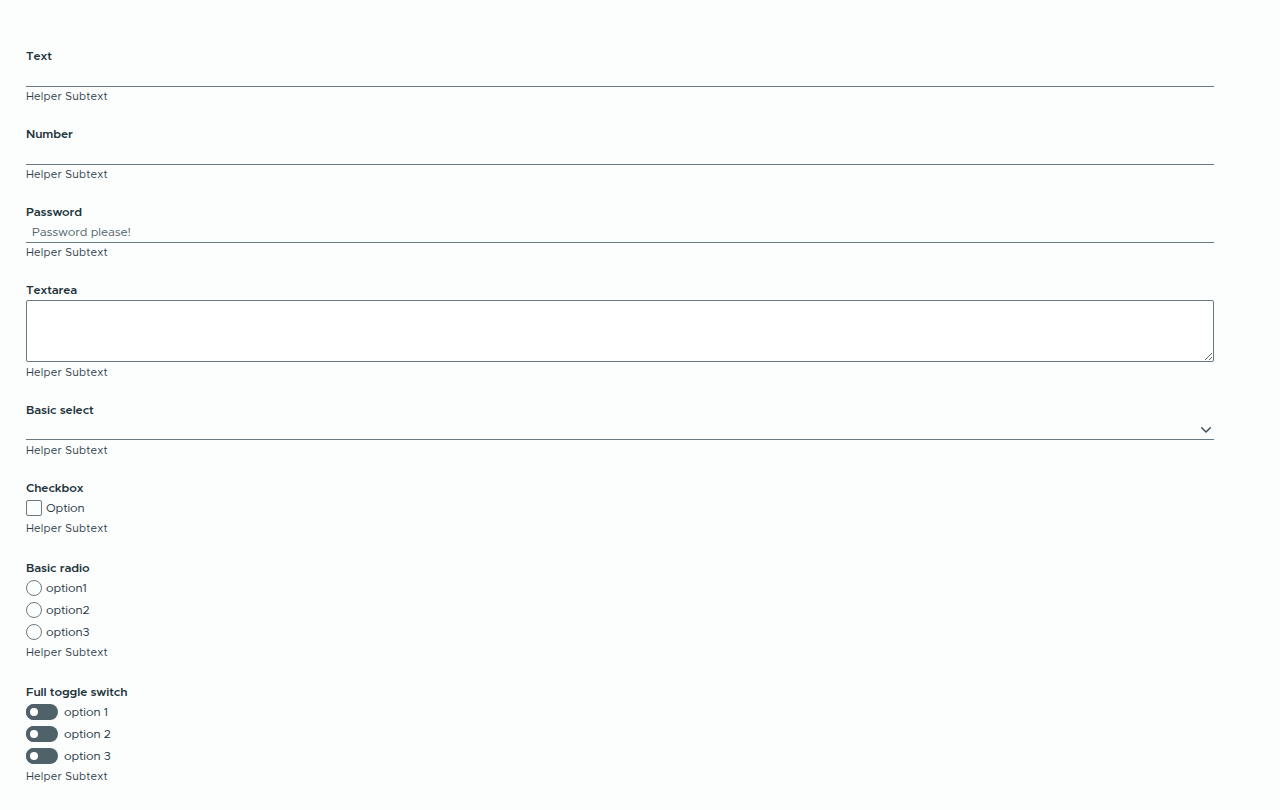 Text
Helper Subtext
Number
Helper Subtext
Password
Password please!
Helper Subtext
Textarea
Helper Subtext
Basic select
Helper Subtext
Checkbox
Option
Helper Subtext
Basic radio
option1
option2
option3
Helper Subtext
Full toggle switch
option 1
option 2
option 3
Helper Subtext